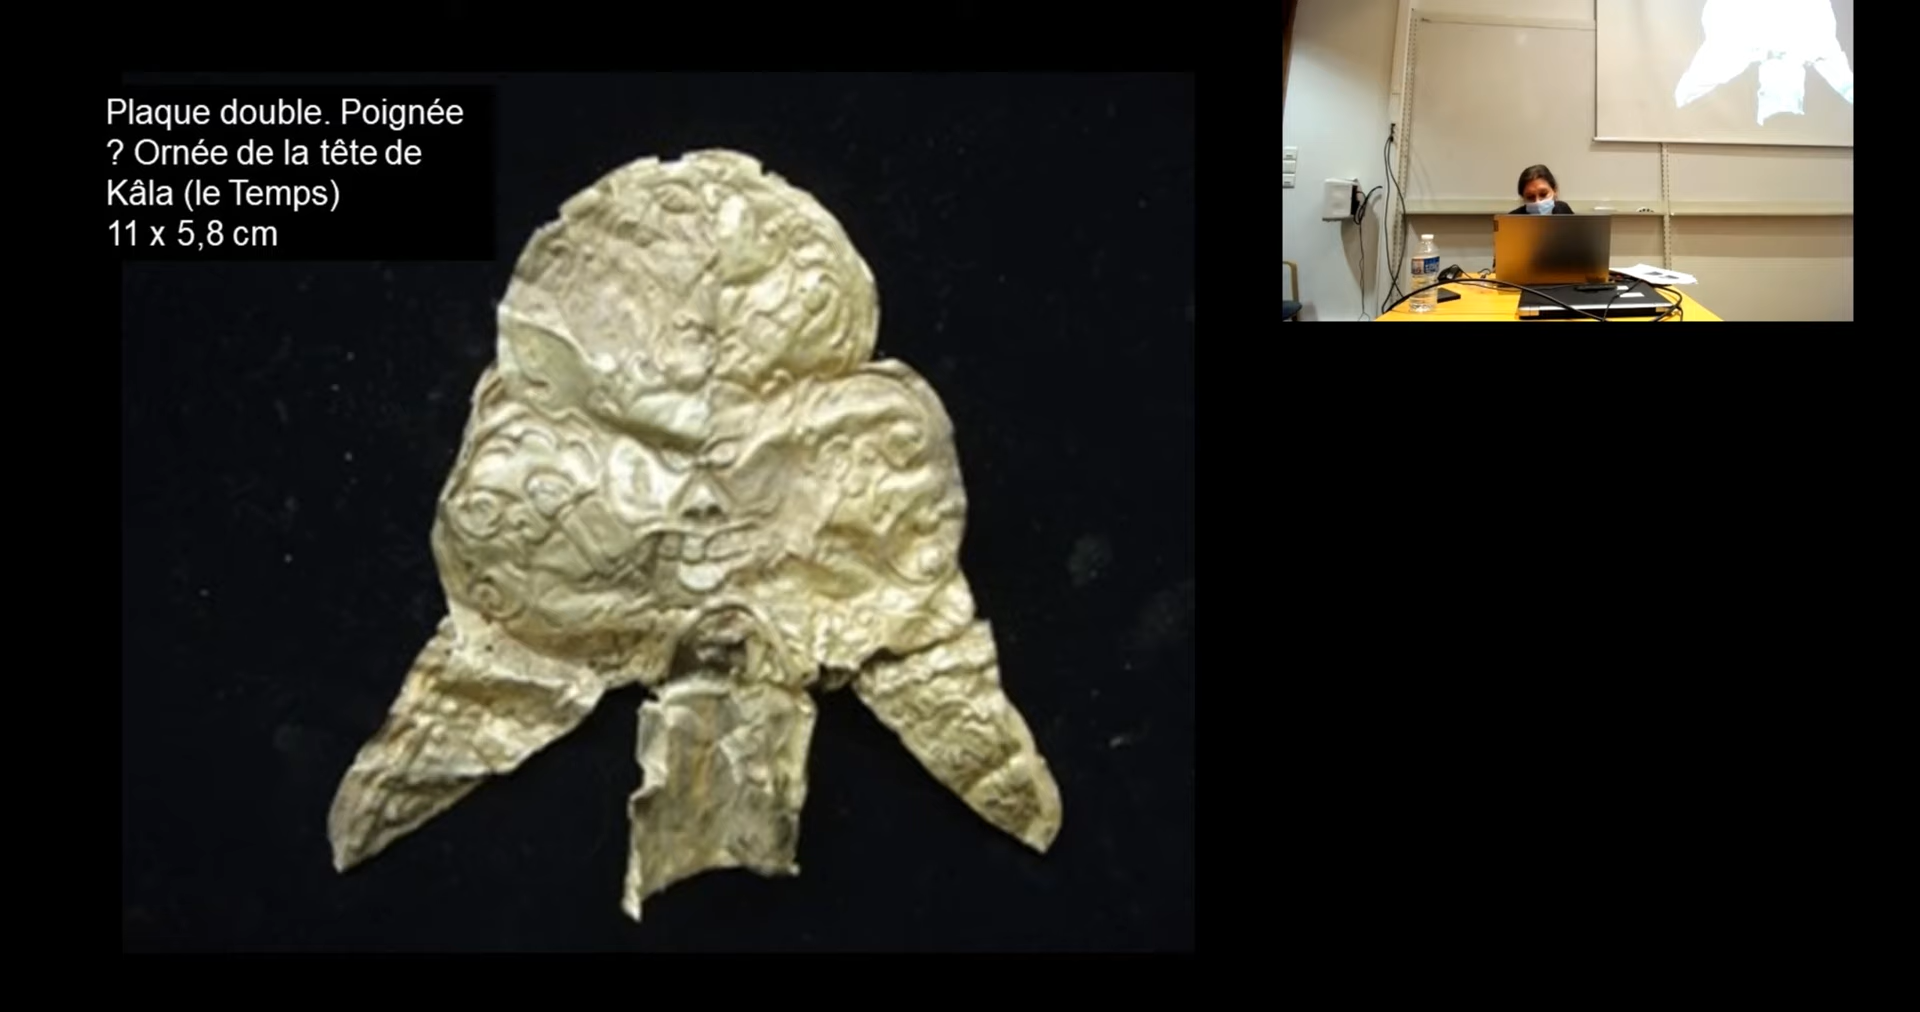 Plaque double. Poignée
? Ornée de la tête de
Kâla (le Temps)
11 x 5,8 cm